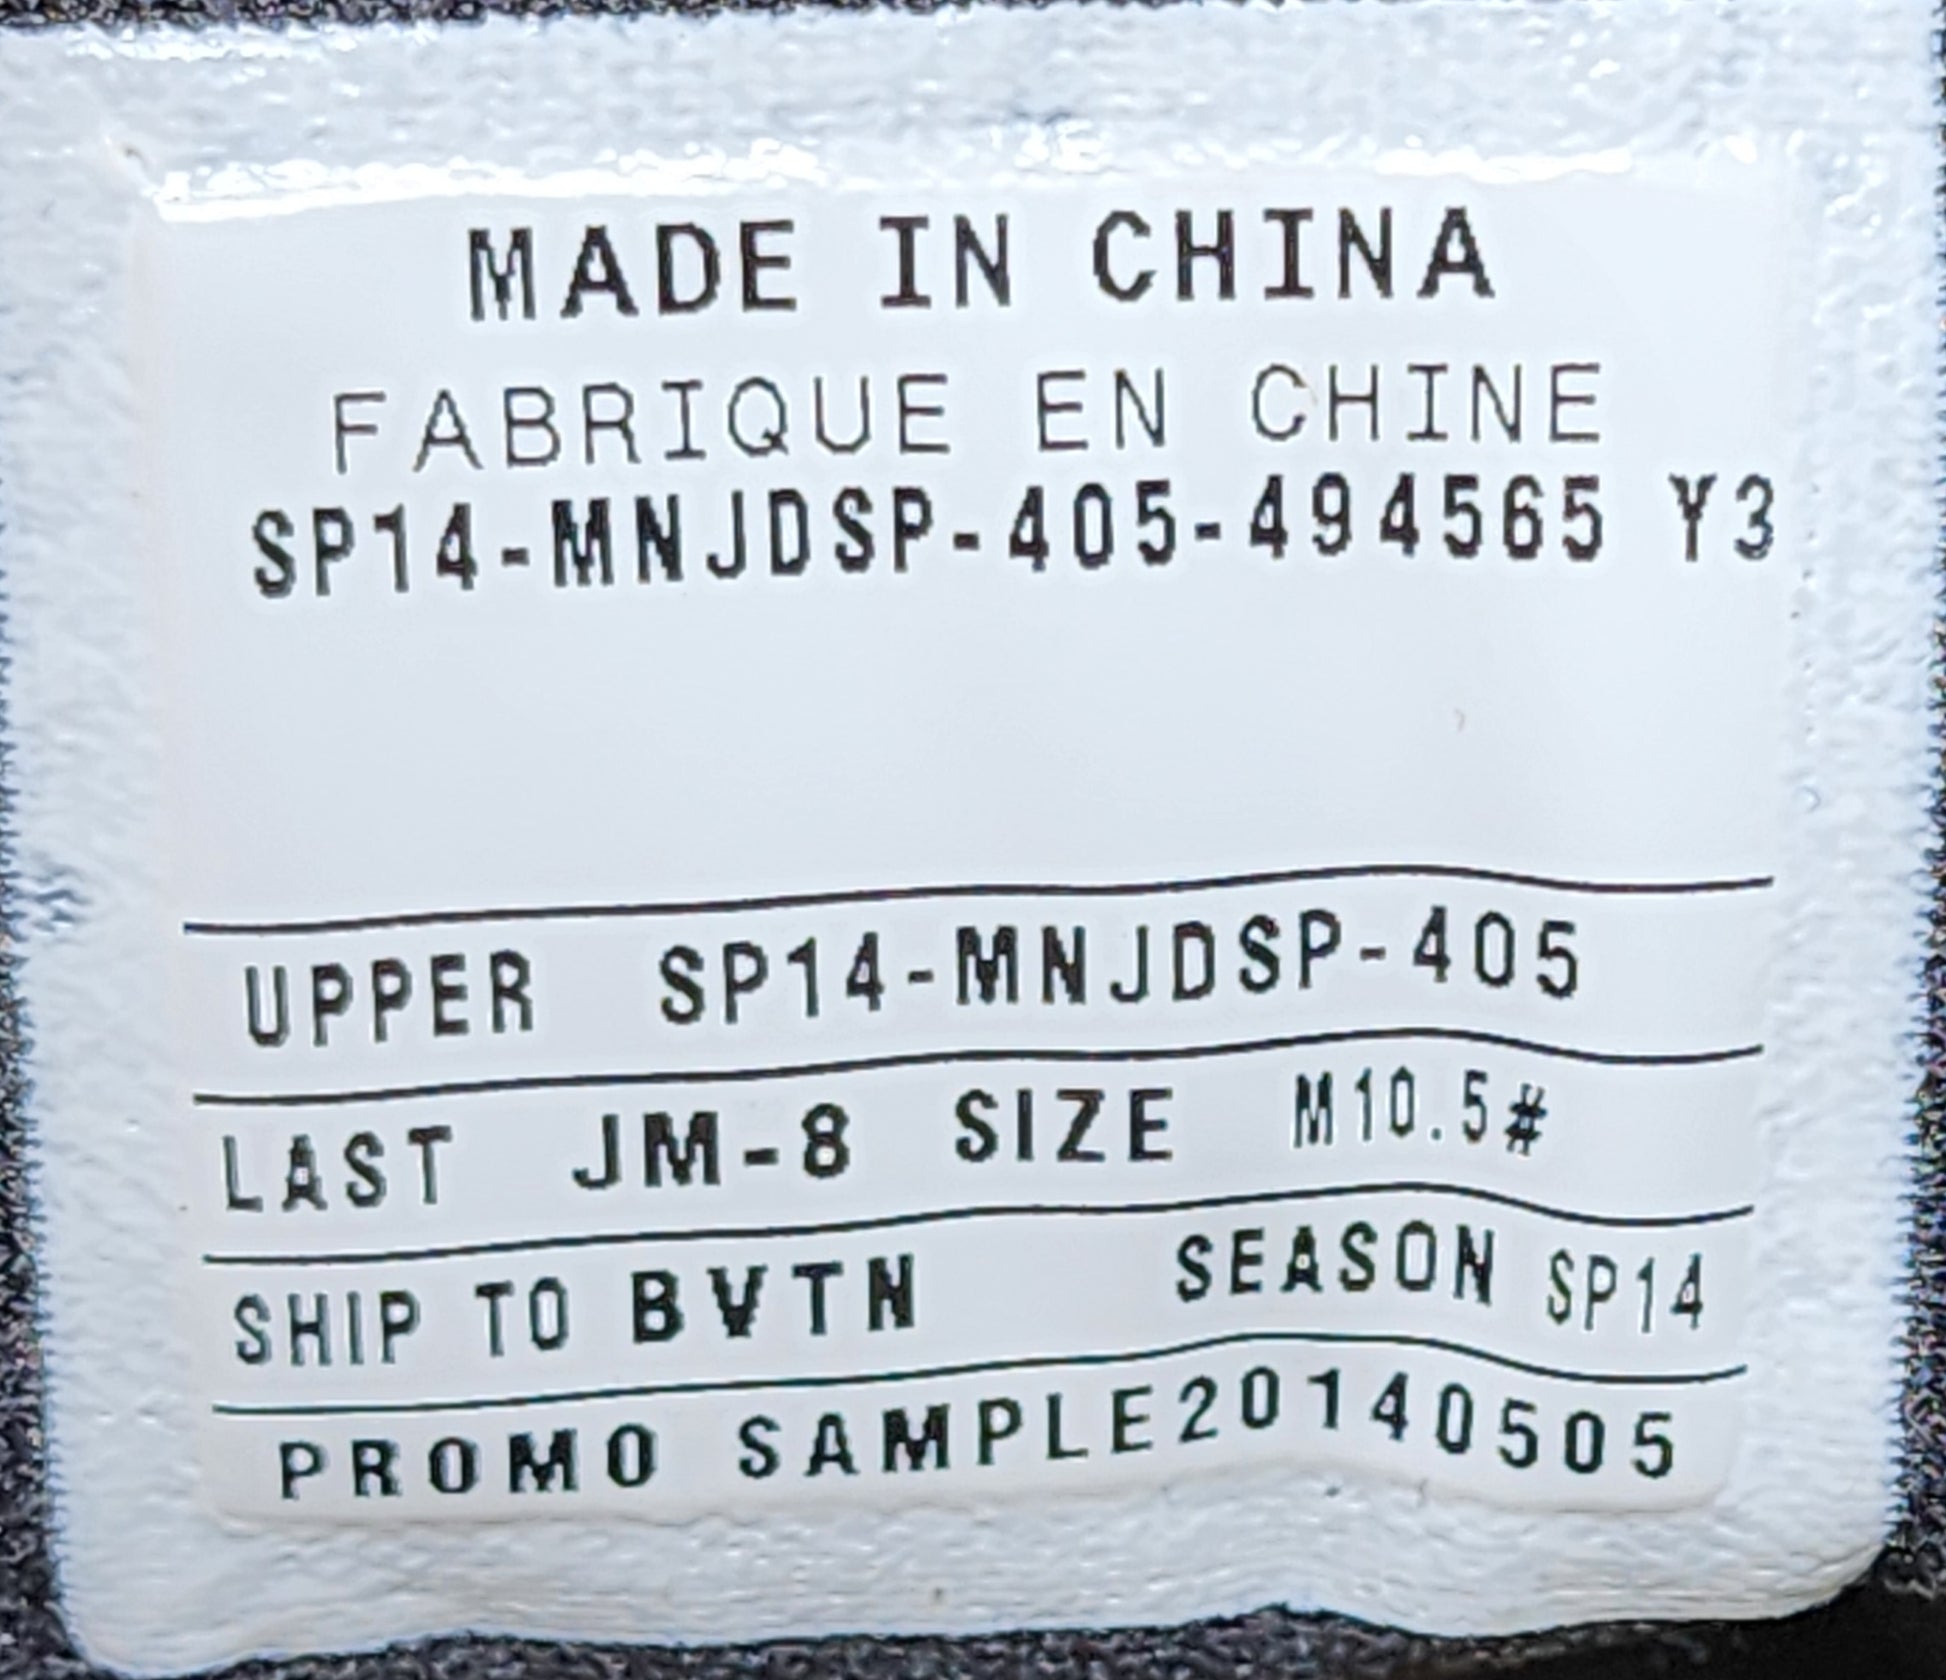 MADE IN CHINA
FABRIQUE EN CHINE
SP14-MNJDSP-405-494565 Y3
UPPER SP14-MNJDSP-405
LAST JM-8 SIZE M10.5#
SHIP TO BVTN SEASON SP14
PROMO SAMPLE20140505